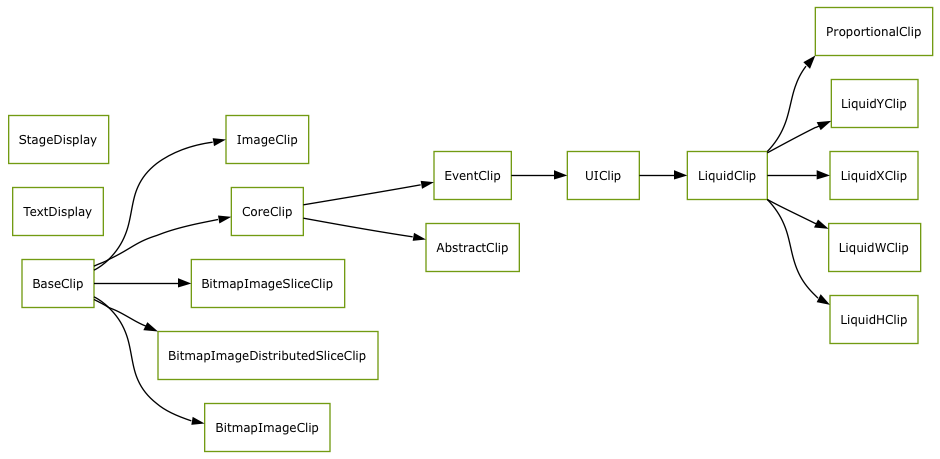 StageDisplay
TextDisplay
BaseClip
ImageClip
CoreClip
BitmapImageSliceClip
BitmapImageDistributedSliceClip
BitmapImageClip
EventClip
AbstractClip
UIClip
LiquidClip
ProportionalClip
LiquidYClip
LiquidXClip
LiquidWClip
LiquidHClip